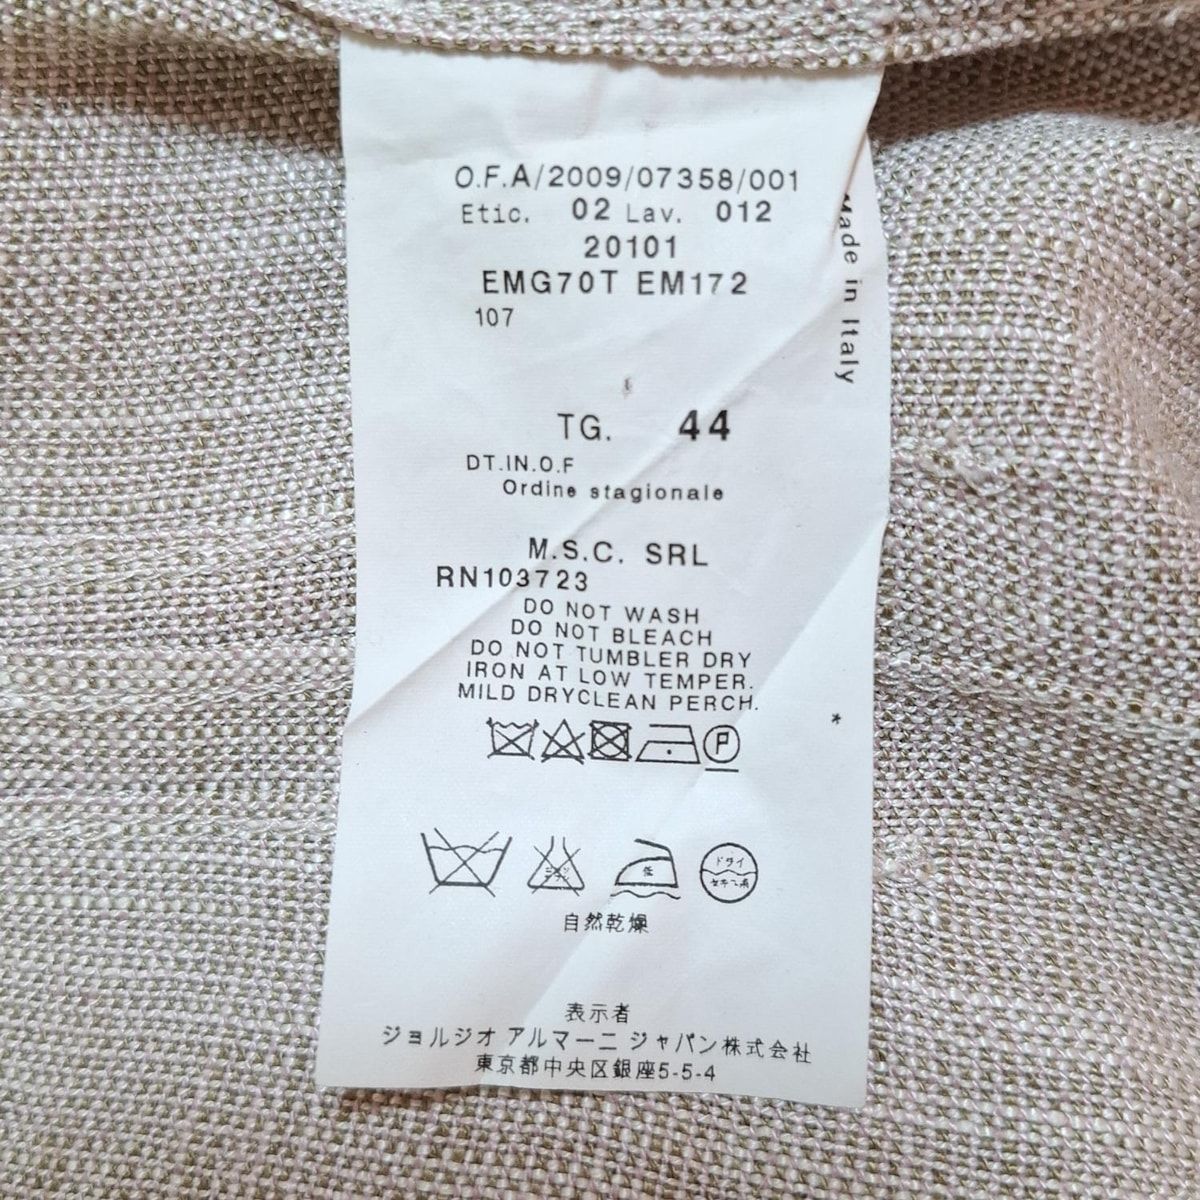 O.F.A/2009/07358/001
Etic. 02 Lav. 012
20101
EMG70T EM172
107
Made in Italy
TG. 44
DT.IN.O.F
Ordine stagionale
M.S.C. SRL
RN103723
DO NOT WASH
DO NOT BLEACH
DO NOT TUMBLER DRY
IRON AT LOW TEMPER.
MILD DRYCLEAN PERCH.
*
P
低
ドライ
自然乾燥
表示者
ジョルジオ アルマーニ ジャパン株式会社
東京都中央区銀座5-5-4